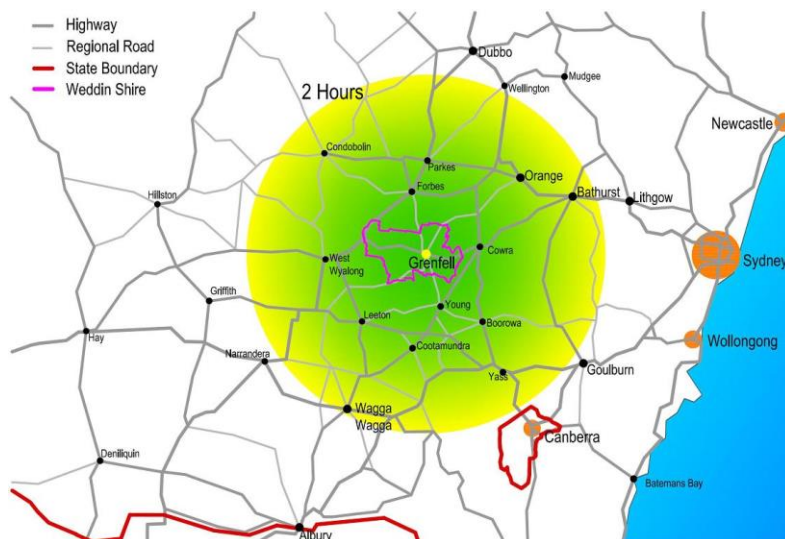 Highway
Regional Road
State Boundary
Weddin Shire
2 Hours
Dubbo
Wellington
Mudgee
Newcastle
Condobolin
Parkes
Orange
Forbes
Bathurst
Lithgow
Hillston
West
Wyalong
Grenfell
Cowra
Sydney
Griffith
Young
Leeton
Boorowa
Hay
Narrandera
Cootamundra
Wollongong
Yass
Goulburn
Wagga
Wagga
Canberra
Deniliquin
Batemans Bay
Albury